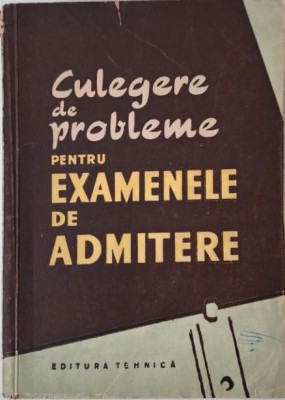 Culegere
de
probleme
PENTRU
EXAMENELE
DE
ADMITERE
EDITURA TEHNICĂ